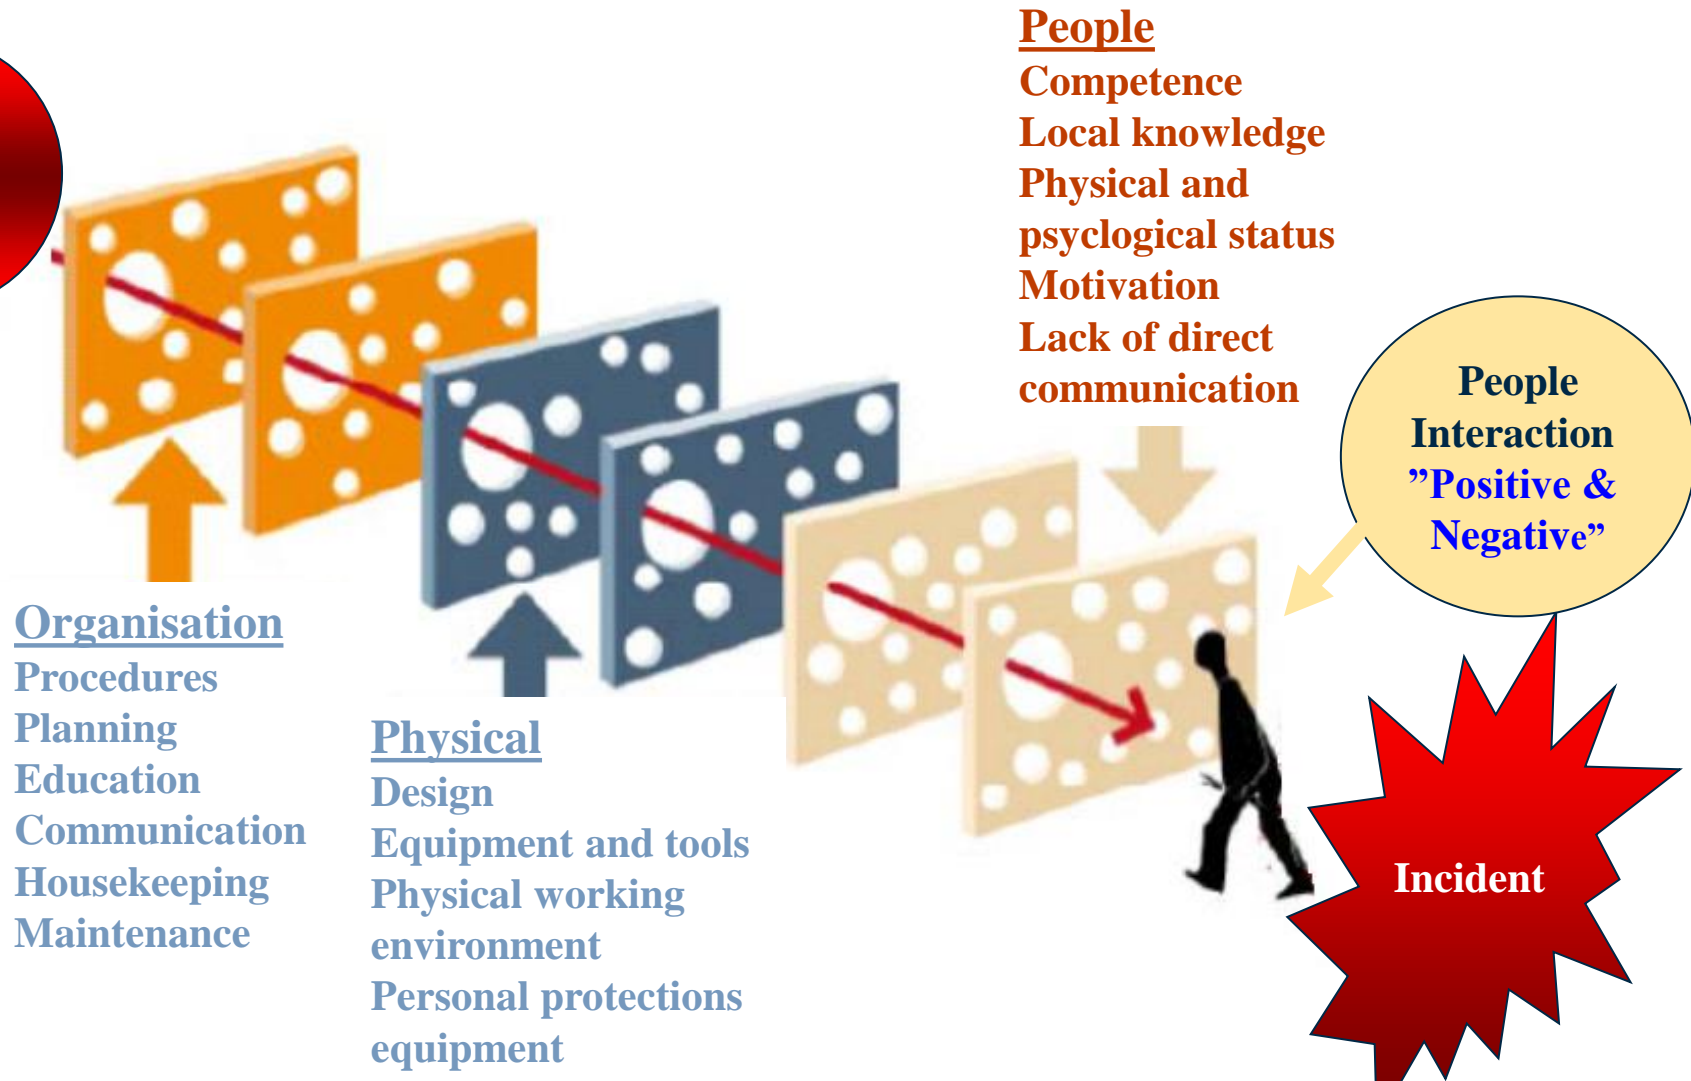 People
Competence
Local knowledge
Physical and
psyclogical status
Motivation
Lack of direct
communication
People
Interaction
”Positive &
Negative”
Organisation
Procedures
Planning
Education
Communication
Housekeeping
Maintenance
Physical
Design
Equipment and tools
Physical working
environment
Personal protections
equipment
Incident